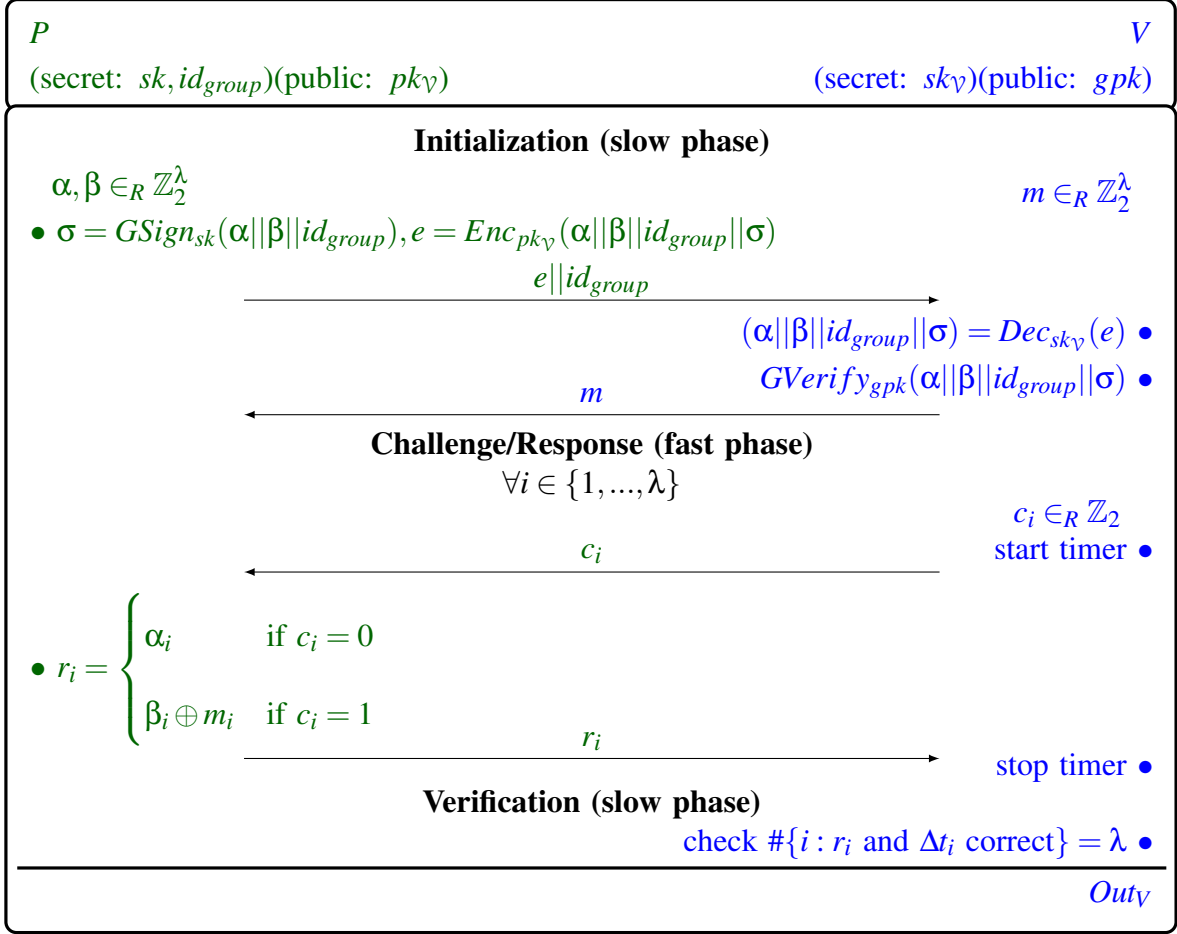 P V
(secret: sk, id_group)(public: pk_𝒱) (secret: sk_𝒱)(public: gpk)
Initialization (slow phase)
α, β ∈_R ℤ_2^λ m ∈_R ℤ_2^λ
• σ = GSign_sk(α||β||id_group), e = Enc_pk_𝒱(α||β||id_group||σ)
e||id_group
(α||β||id_group||σ) = Dec_sk_𝒱(e) •
GVerify_gpk(α||β||id_group||σ) •
m
Challenge/Response (fast phase)
∀i ∈ {1,...,λ}
c_i ∈_R ℤ_2
start timer •
c_i
• r_i = { α_i if c_i = 0
β_i ⊕ m_i if c_i = 1
r_i
stop timer •
Verification (slow phase)
check #{i : r_i and Δt_i correct} = λ •
Out_V